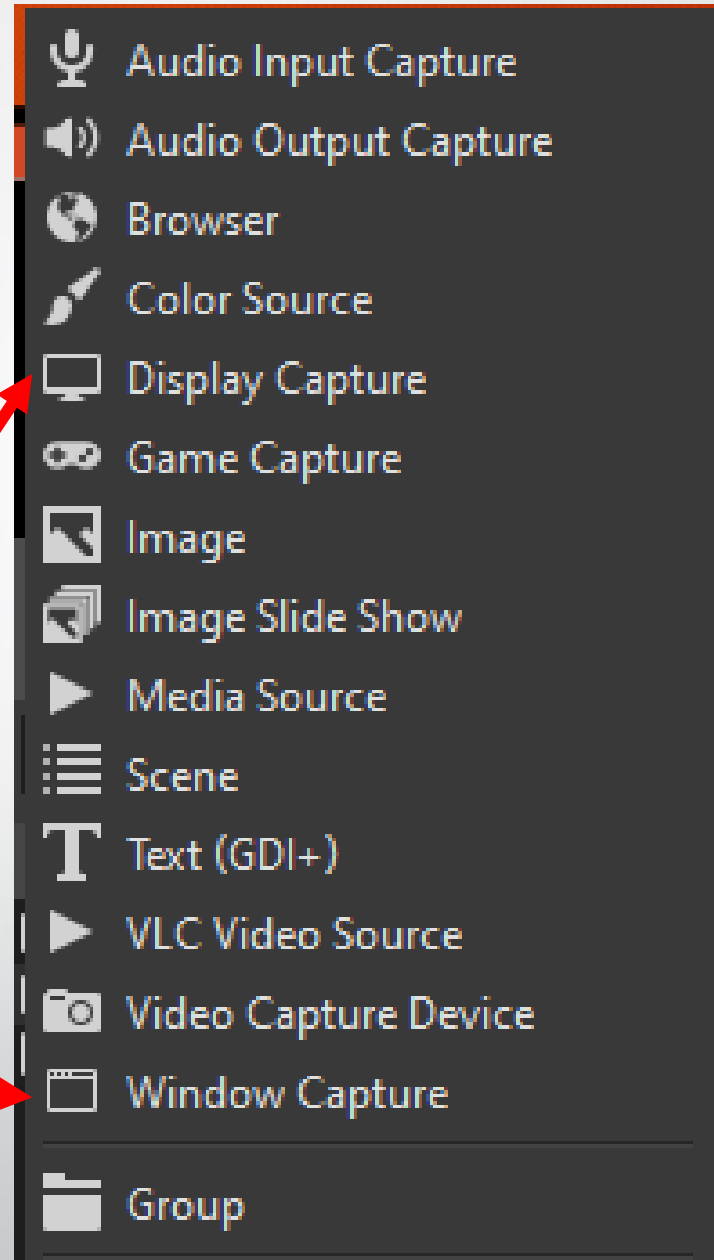 Audio Input Capture
Audio Output Capture
Browser
Color Source
Display Capture
Game Capture
Image
Image Slide Show
Media Source
Scene
Text (GDI+)
VLC Video Source
Video Capture Device
Window Capture
Group